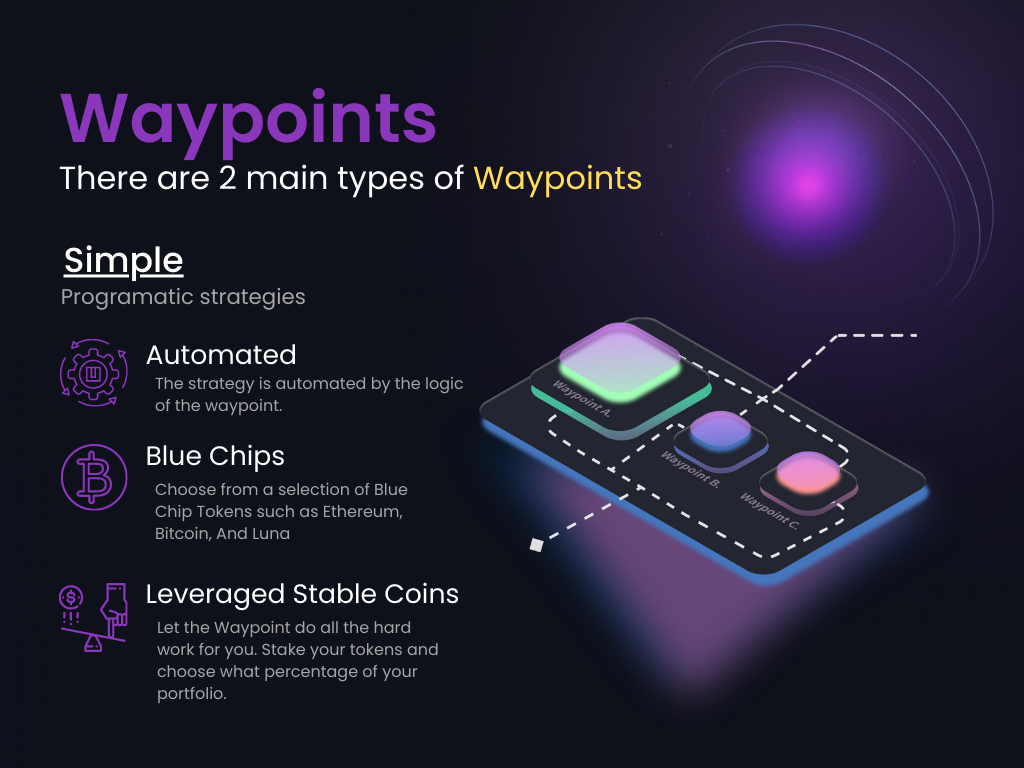 Waypoints
There are 2 main types of Waypoints
Simple
Programatic strategies
Automated
The strategy is automated by the logic
of the waypoint.
Blue Chips
Choose from a selection of Blue
Chip Tokens such as Ethereum,
Bitcoin, And Luna
Leveraged Stable Coins
Let the Waypoint do all the hard
work for you. Stake your tokens and
choose what percentage of your
portfolio.
Waypoint A.
Waypoint B.
Waypoint C.